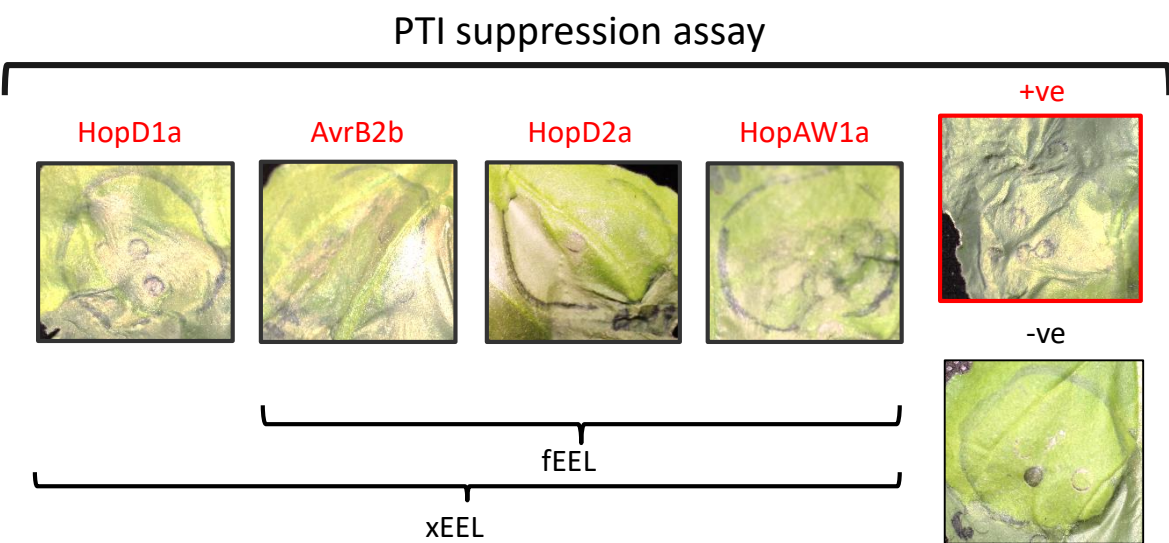 PTI suppression assay
+ve
HopD1a AvrB2b HopD2a HopAW1a
-ve
fEEL
xEEL